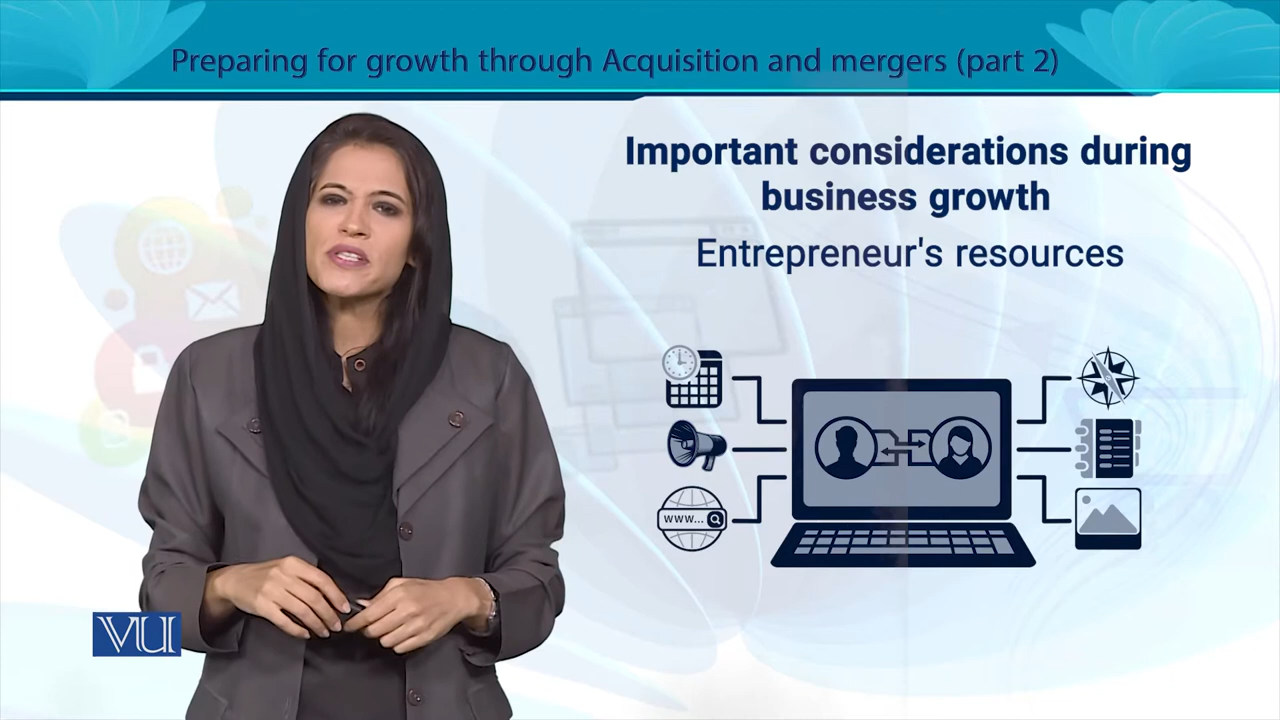 Preparing for growth through Acquisition and mergers (part 2)
Important considerations during
business growth
Entrepreneur's resources
WWW...
VU